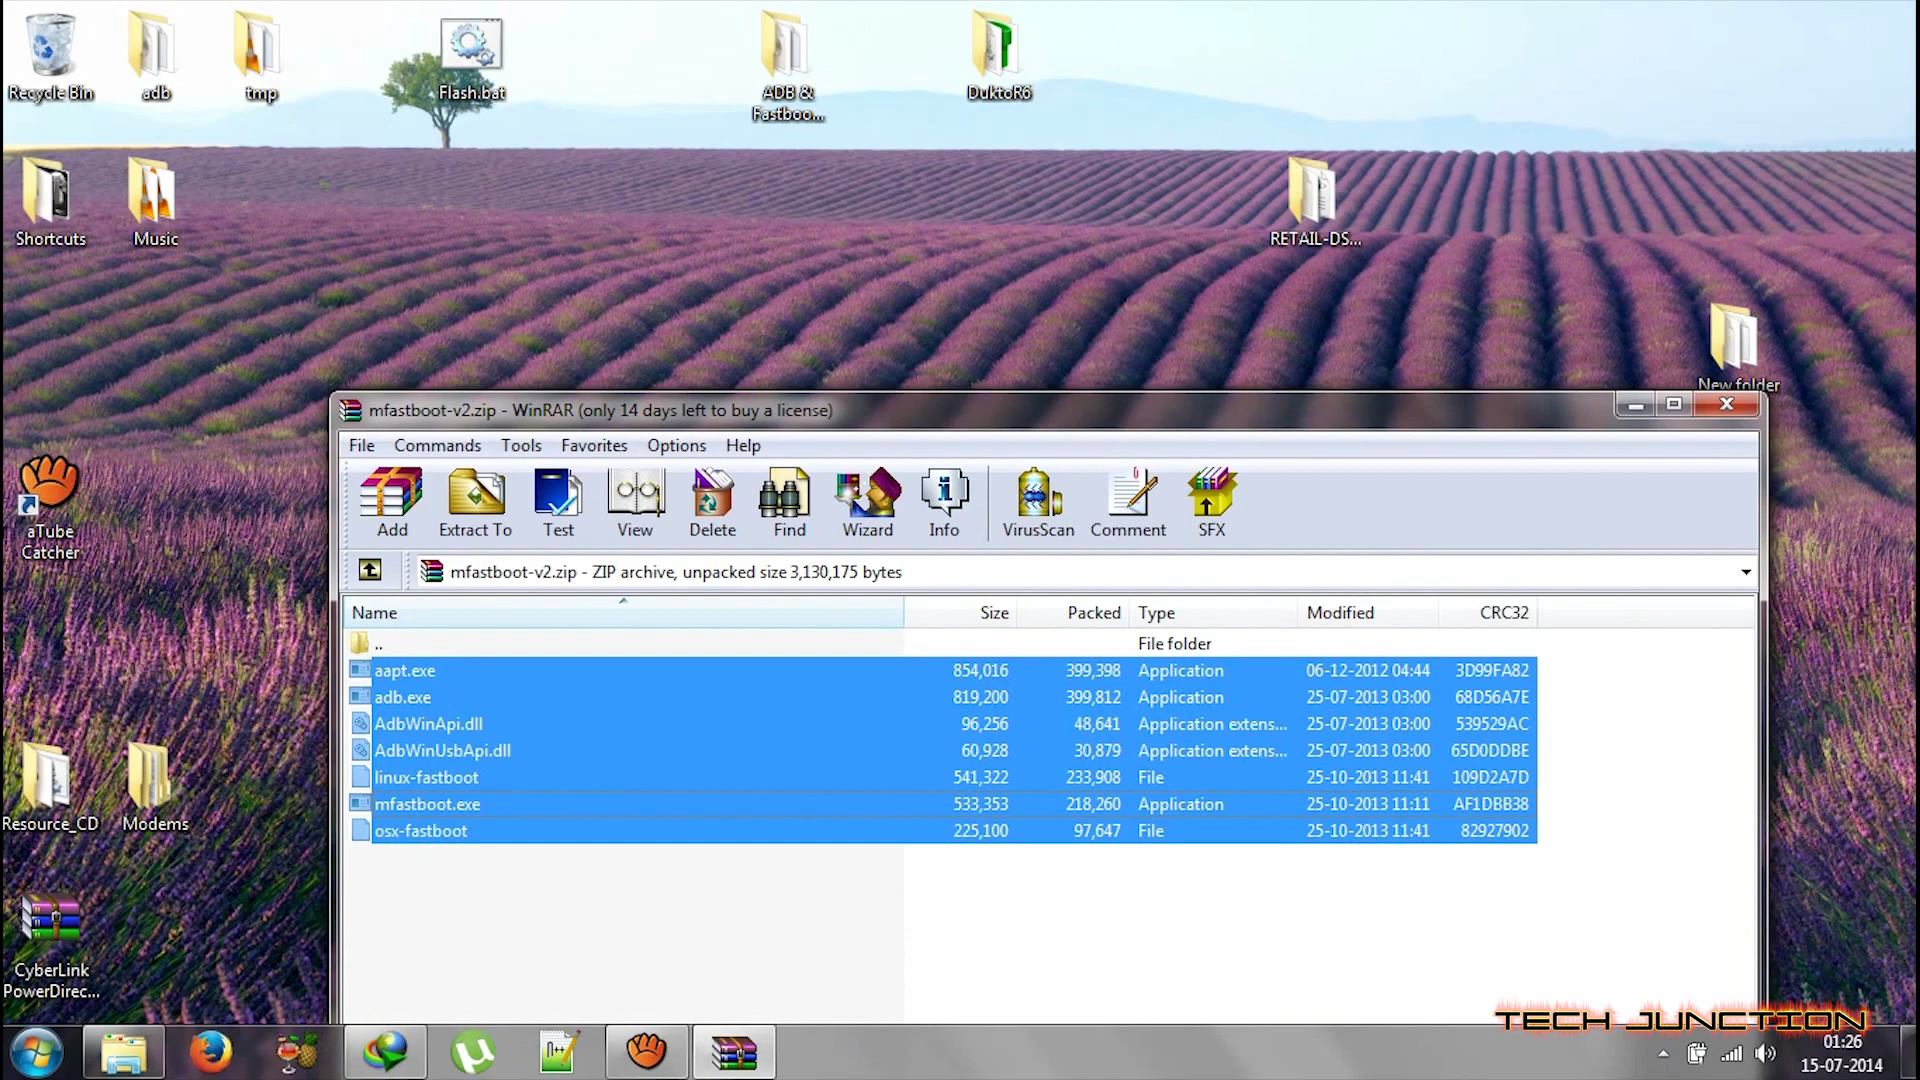 Recycle Bin
adb
tmp
Flash.bat
ADB &
Fastboo...
DuktoR6
Shortcuts
Music
RETAIL-DS...
New folder
aTube
Catcher
Resource_CD
Modems
CyberLink
PowerDirec...
mfastboot-v2.zip - WinRAR (only 14 days left to buy a license)
File Commands Tools Favorites Options Help
Add Extract To Test View Delete Find Wizard Info VirusScan Comment SFX
mfastboot-v2.zip - ZIP archive, unpacked size 3,130,175 bytes
Name Size Packed Type Modified CRC32
.. File folder
aapt.exe 854,016 399,398 Application 06-12-2012 04:44 3D99FA82
adb.exe 819,200 399,812 Application 25-07-2013 03:00 68D56A7E
AdbWinApi.dll 96,256 48,641 Application extens... 25-07-2013 03:00 539529AC
AdbWinUsbApi.dll 60,928 30,879 Application extens... 25-07-2013 03:00 65D0DDBE
linux-fastboot 541,322 233,908 File 25-10-2013 11:41 109D2A7D
mfastboot.exe 533,353 218,260 Application 25-10-2013 11:11 AF1DBB38
osx-fastboot 225,100 97,647 File 25-10-2013 11:41 82927902
TECH JUNCTION
01:26
15-07-2014